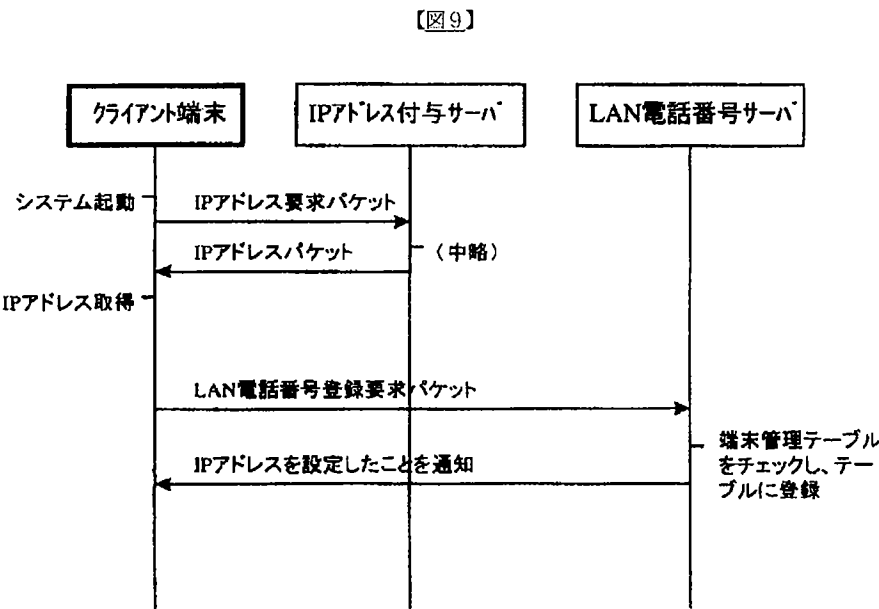 【図9】
クライアント端末
IPアドレス付与サーバ
LAN電話番号サーバ
システム起動
IPアドレス要求パケット
IPアドレスパケット
（中略）
IPアドレス取得
LAN電話番号登録要求パケット
端末管理テーブル
をチェックし、テー
ブルに登録
IPアドレスを設定したことを通知